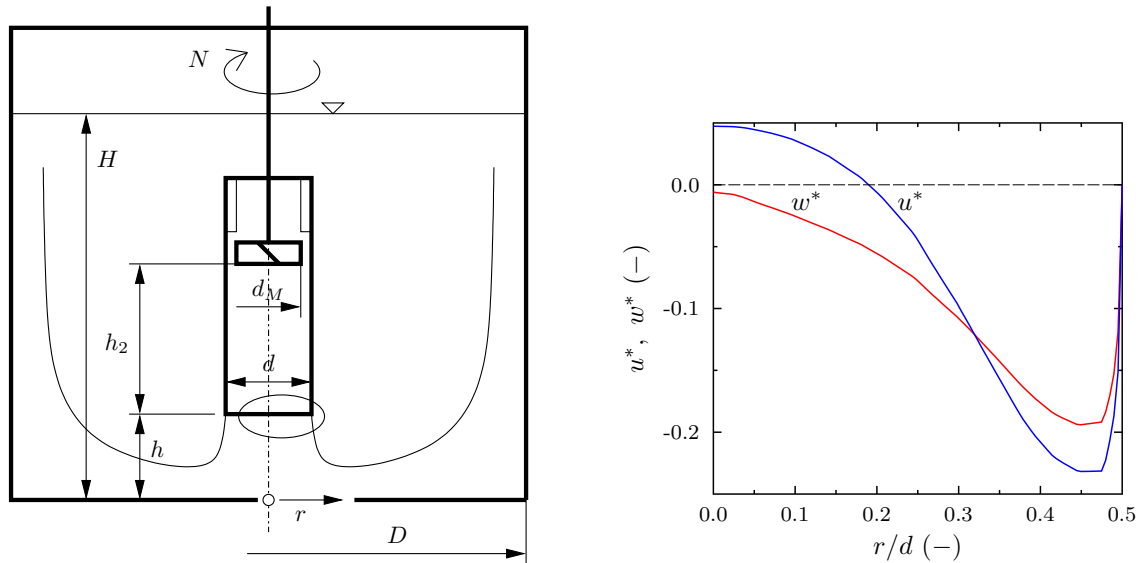 N
H
d_M
h_2
d
h
r
D
0.0
-0.1
-0.2
u*, w* (−)
w*
u*
0.0 0.1 0.2 0.3 0.4 0.5
r/d (−)